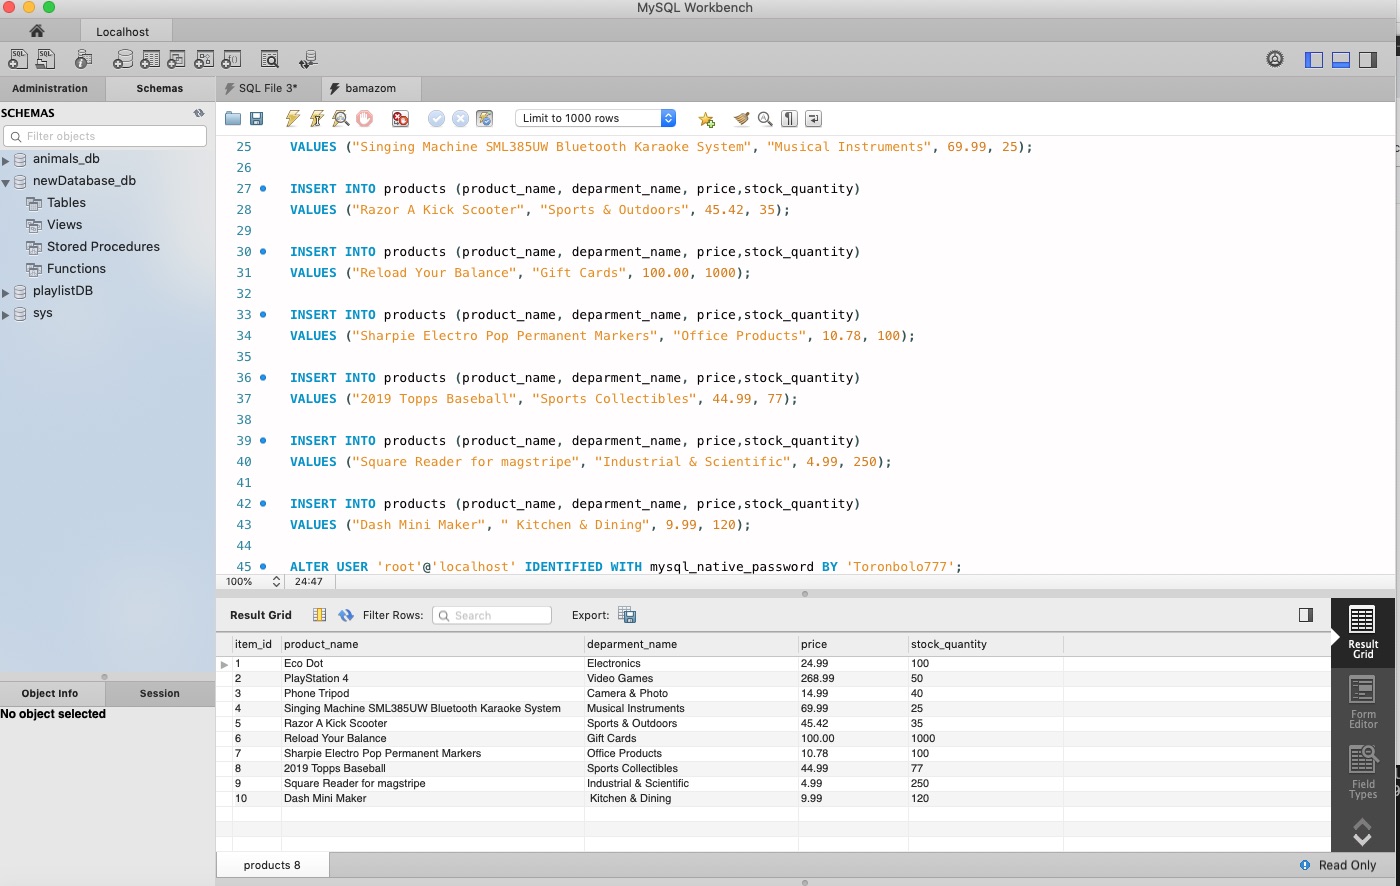 MySQL Workbench
Localhost
Administration
Schemas
SQL File 3*
bamazom
SCHEMAS
Filter objects
animals_db
newDatabase_db
Tables
Views
Stored Procedures
Functions
playlistDB
sys
Limit to 1000 rows
25 VALUES ("Singing Machine SML385UW Bluetooth Karaoke System", "Musical Instruments", 69.99, 25);
26
27 INSERT INTO products (product_name, deparment_name, price,stock_quantity)
28 VALUES ("Razor A Kick Scooter", "Sports & Outdoors", 45.42, 35);
29
30 INSERT INTO products (product_name, deparment_name, price,stock_quantity)
31 VALUES ("Reload Your Balance", "Gift Cards", 100.00, 1000);
32
33 INSERT INTO products (product_name, deparment_name, price,stock_quantity)
34 VALUES ("Sharpie Electro Pop Permanent Markers", "Office Products", 10.78, 100);
35
36 INSERT INTO products (product_name, deparment_name, price,stock_quantity)
37 VALUES ("2019 Topps Baseball", "Sports Collectibles", 44.99, 77);
38
39 INSERT INTO products (product_name, deparment_name, price,stock_quantity)
40 VALUES ("Square Reader for magstripe", "Industrial & Scientific", 4.99, 250);
41
42 INSERT INTO products (product_name, deparment_name, price,stock_quantity)
43 VALUES ("Dash Mini Maker", " Kitchen & Dining", 9.99, 120);
44
45 ALTER USER 'root'@'localhost' IDENTIFIED WITH mysql_native_password BY 'Toronbolo777';
100% 24:47
Result Grid Filter Rows: Search Export:
item_id product_name deparment_name price stock_quantity
1 Eco Dot Electronics 24.99 100
2 PlayStation 4 Video Games 268.99 50
3 Phone Tripod Camera & Photo 14.99 40
4 Singing Machine SML385UW Bluetooth Karaoke System Musical Instruments 69.99 25
5 Razor A Kick Scooter Sports & Outdoors 45.42 35
6 Reload Your Balance Gift Cards 100.00 1000
7 Sharpie Electro Pop Permanent Markers Office Products 10.78 100
8 2019 Topps Baseball Sports Collectibles 44.99 77
9 Square Reader for magstripe Industrial & Scientific 4.99 250
10 Dash Mini Maker Kitchen & Dining 9.99 120
Result
Grid
Form
Editor
Field
Types
Object Info
Session
No object selected
products 8
Read Only